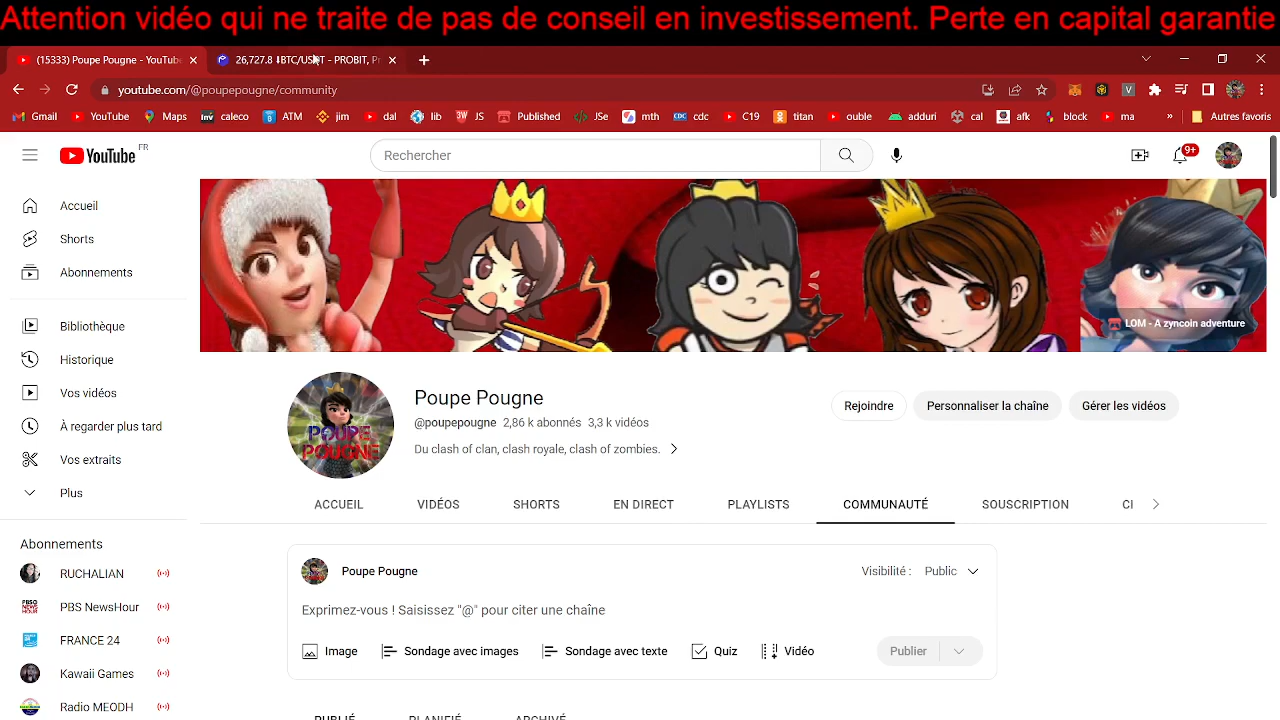 Attention vidéo qui ne traite de pas de conseil en investissement. Perte en capital garantie
(15333) Poupe Pougne - YouTube
26,727.8 ⬇BTC/USDT - PROBIT, Pr
youtube.com/@poupepougne/community
Gmail YouTube Maps caleco ATM jim dal lib JS Published JSe mth cdc C19 titan ouble adduri cal afk block ma » Autres favoris
YouTube FR
Rechercher
9+
Accueil
Shorts
Abonnements
Bibliothèque
Historique
Vos vidéos
À regarder plus tard
Vos extraits
Plus
Abonnements
RUCHALIAN
PBS NewsHour
FRANCE 24
Kawaii Games
Radio MEODH
LOM - A zyncoin adventure
POUPE
POUGNE
Poupe Pougne
@poupepougne 2,86 k abonnés 3,3 k vidéos
Du clash of clan, clash royale, clash of zombies.
Rejoindre Personnaliser la chaîne Gérer les vidéos
ACCUEIL VIDÉOS SHORTS EN DIRECT PLAYLISTS COMMUNAUTÉ SOUSCRIPTION CI
Poupe Pougne
Visibilité : Public
Exprimez-vous ! Saisissez "@" pour citer une chaîne
Image Sondage avec images Sondage avec texte Quiz Vidéo Publier
PUBLIÉ PLANIFIÉ ARCHIVÉ